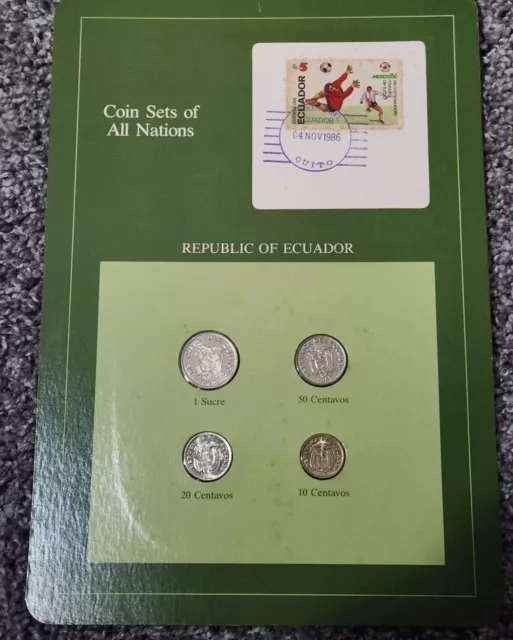 Coin Sets of
All Nations
ECUADOR
MEXICO86
ECUADOR
04 NOV 1986
QUITO
REPUBLIC OF ECUADOR
1 Sucre
50 Centavos
20 Centavos
10 Centavos